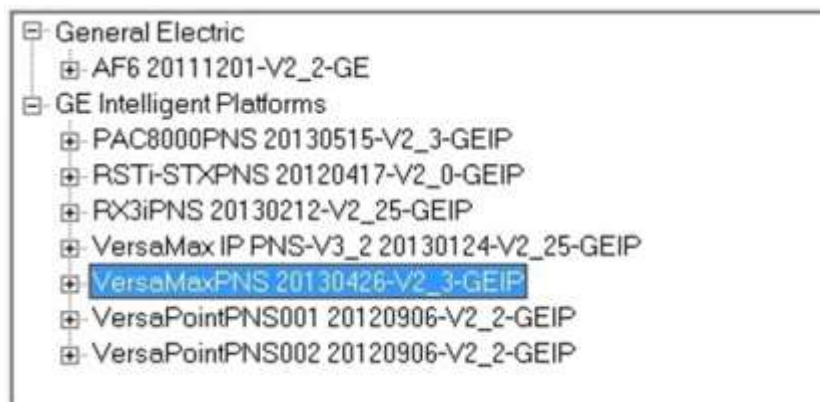 General Electric
AF6 20111201-V2_2-GE
GE Intelligent Platforms
PAC8000PNS 20130515-V2_3-GEIP
RSTi-STXPNS 20120417-V2_0-GEIP
RX3iPNS 20130212-V2_25-GEIP
VersaMax IP PNS-V3_2 20130124-V2_25-GEIP
VersaMaxPNS 20130426-V2_3-GEIP
VersaPointPNS001 20120906-V2_2-GEIP
VersaPointPNS002 20120906-V2_2-GEIP